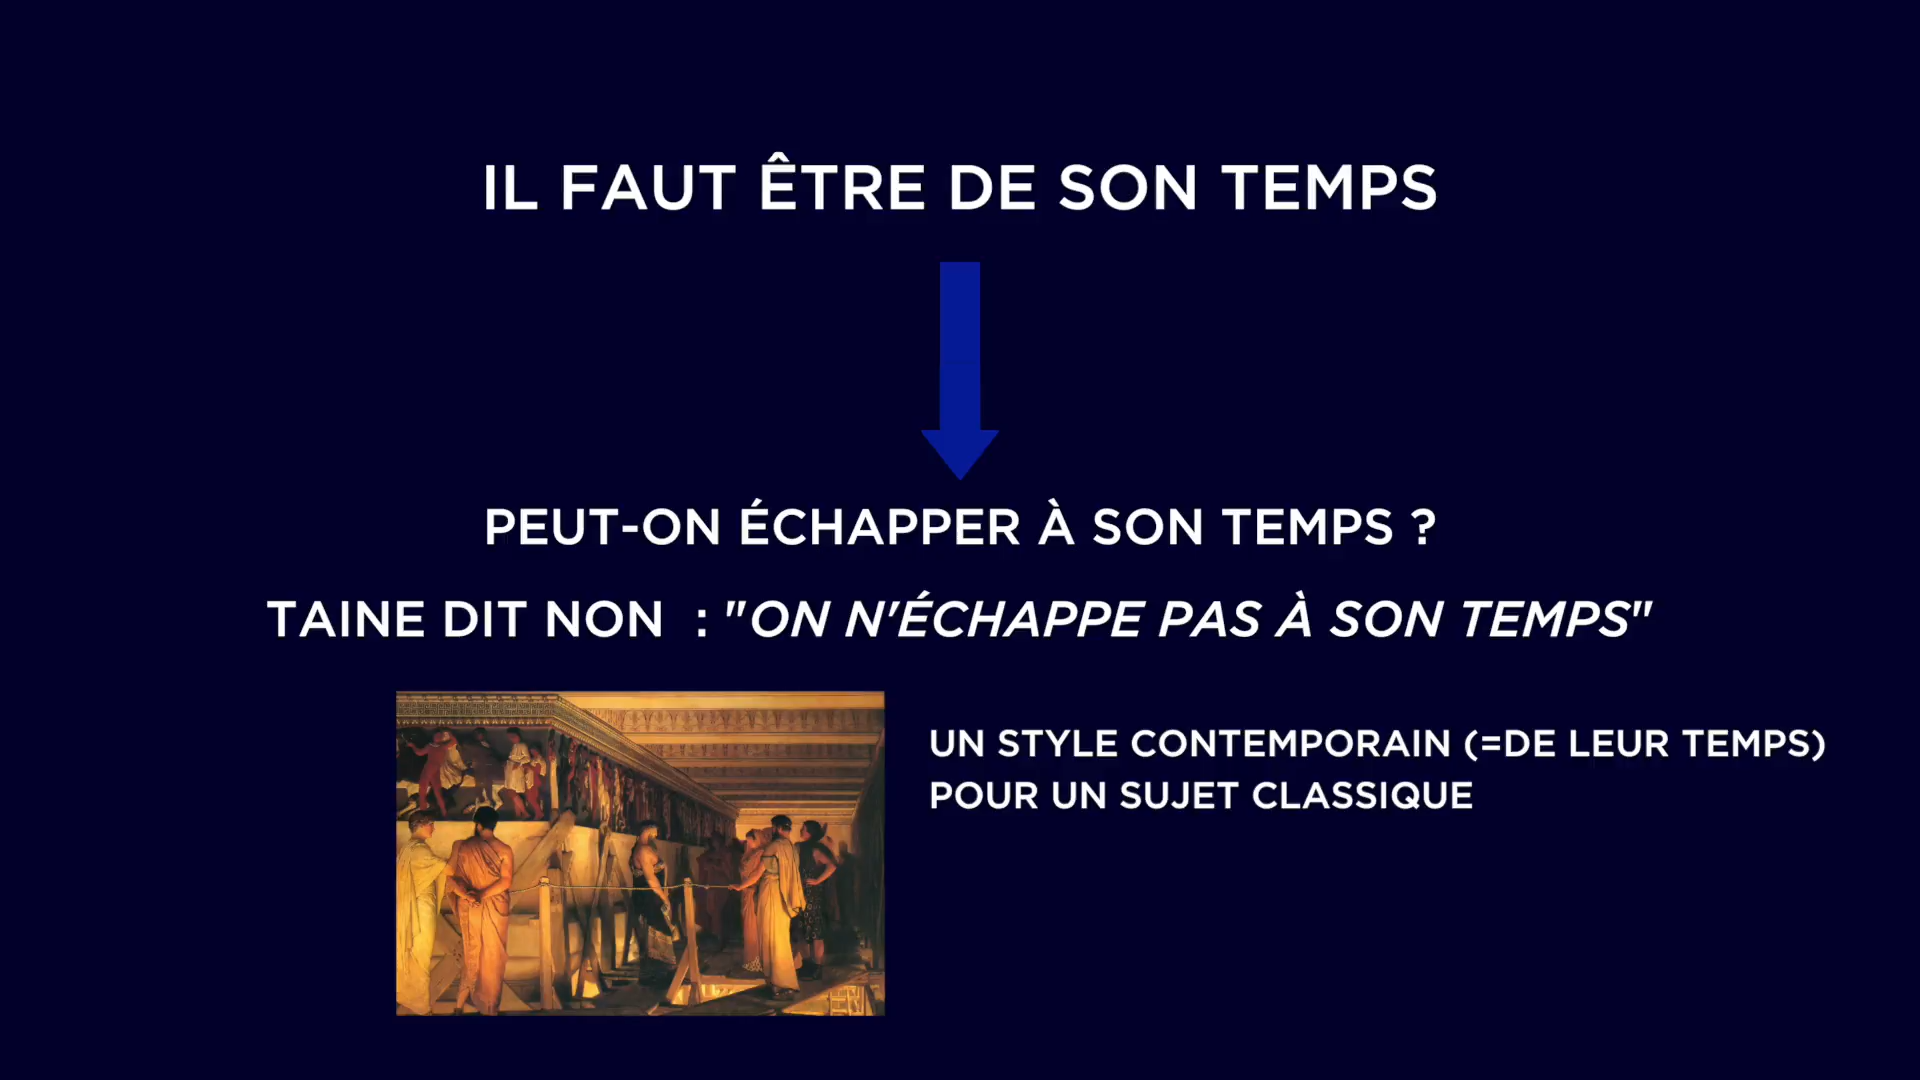 IL FAUT ÊTRE DE SON TEMPS
PEUT-ON ÉCHAPPER À SON TEMPS ?
TAINE DIT NON : "ON N'ÉCHAPPE PAS À SON TEMPS"
UN STYLE CONTEMPORAIN (=DE LEUR TEMPS)
POUR UN SUJET CLASSIQUE